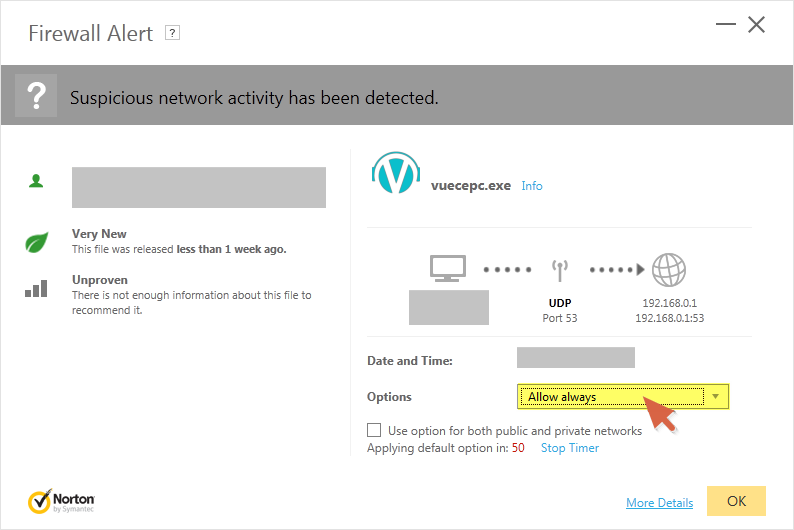 Firewall Alert ?
Suspicious network activity has been detected.
Very New
This file was released less than 1 week ago.
Unproven
There is not enough information about this file to
recommend it.
vuecepc.exe Info
UDP
Port 53
192.168.0.1
192.168.0.1:53
Date and Time:
Options Allow always
Use option for both public and private networks
Applying default option in: 50 Stop Timer
Norton
by Symantec
More Details OK